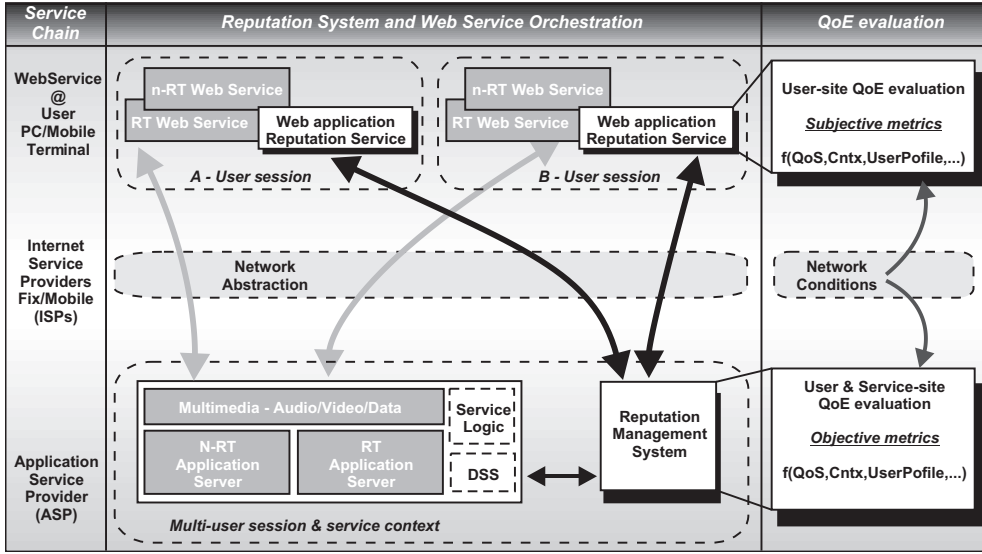 Service
Chain
Reputation System and Web Service Orchestration
QoE evaluation
WebService
@
User
PC/Mobile
Terminal
n-RT Web Service
RT Web Service
Web application
Reputation Service
A - User session
n-RT Web Service
RT Web Service
Web application
Reputation Service
B - User session
User-site QoE evaluation
Subjective metrics
f(QoS,Cntx,UserPofile,...)
Internet
Service
Providers
Fix/Mobile
(ISPs)
Network
Abstraction
Network
Conditions
Application
Service
Provider
(ASP)
Multimedia - Audio/Video/Data
N-RT
Application
Server
RT
Application
Server
Service
Logic
DSS
Reputation
Management
System
Multi-user session & service context
User & Service-site
QoE evaluation
Objective metrics
f(QoS,Cntx,UserPofile,...)